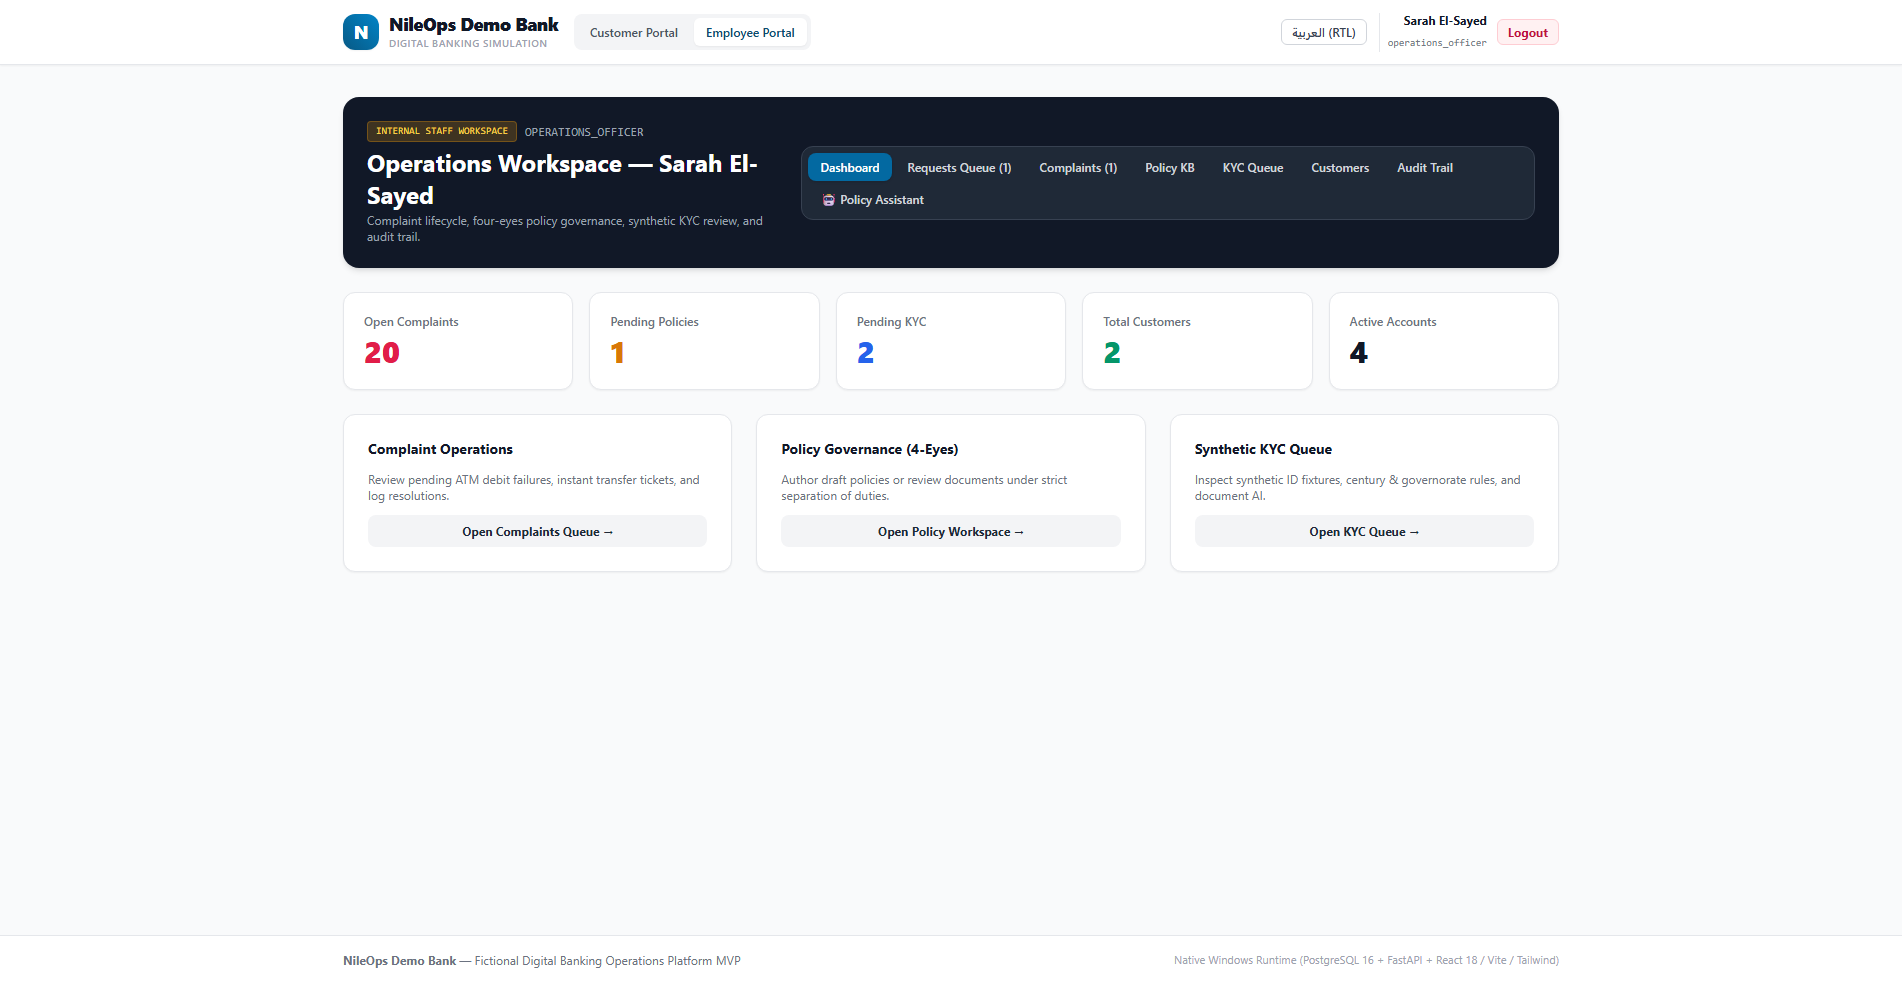 N
NileOps Demo Bank
DIGITAL BANKING SIMULATION
Customer Portal
Employee Portal
العربية (RTL)
Sarah El-Sayed
operations_officer
Logout
INTERNAL STAFF WORKSPACE
OPERATIONS_OFFICER
Operations Workspace — Sarah El-
Sayed
Complaint lifecycle, four-eyes policy governance, synthetic KYC review, and
audit trail.
Dashboard
Requests Queue (1)
Complaints (1)
Policy KB
KYC Queue
Customers
Audit Trail
Policy Assistant
Open Complaints
20
Pending Policies
1
Pending KYC
2
Total Customers
2
Active Accounts
4
Complaint Operations
Review pending ATM debit failures, instant transfer tickets, and
log resolutions.
Open Complaints Queue →
Policy Governance (4-Eyes)
Author draft policies or review documents under strict
separation of duties.
Open Policy Workspace →
Synthetic KYC Queue
Inspect synthetic ID fixtures, century & governorate rules, and
document AI.
Open KYC Queue →
NileOps Demo Bank — Fictional Digital Banking Operations Platform MVP
Native Windows Runtime (PostgreSQL 16 + FastAPI + React 18 / Vite / Tailwind)